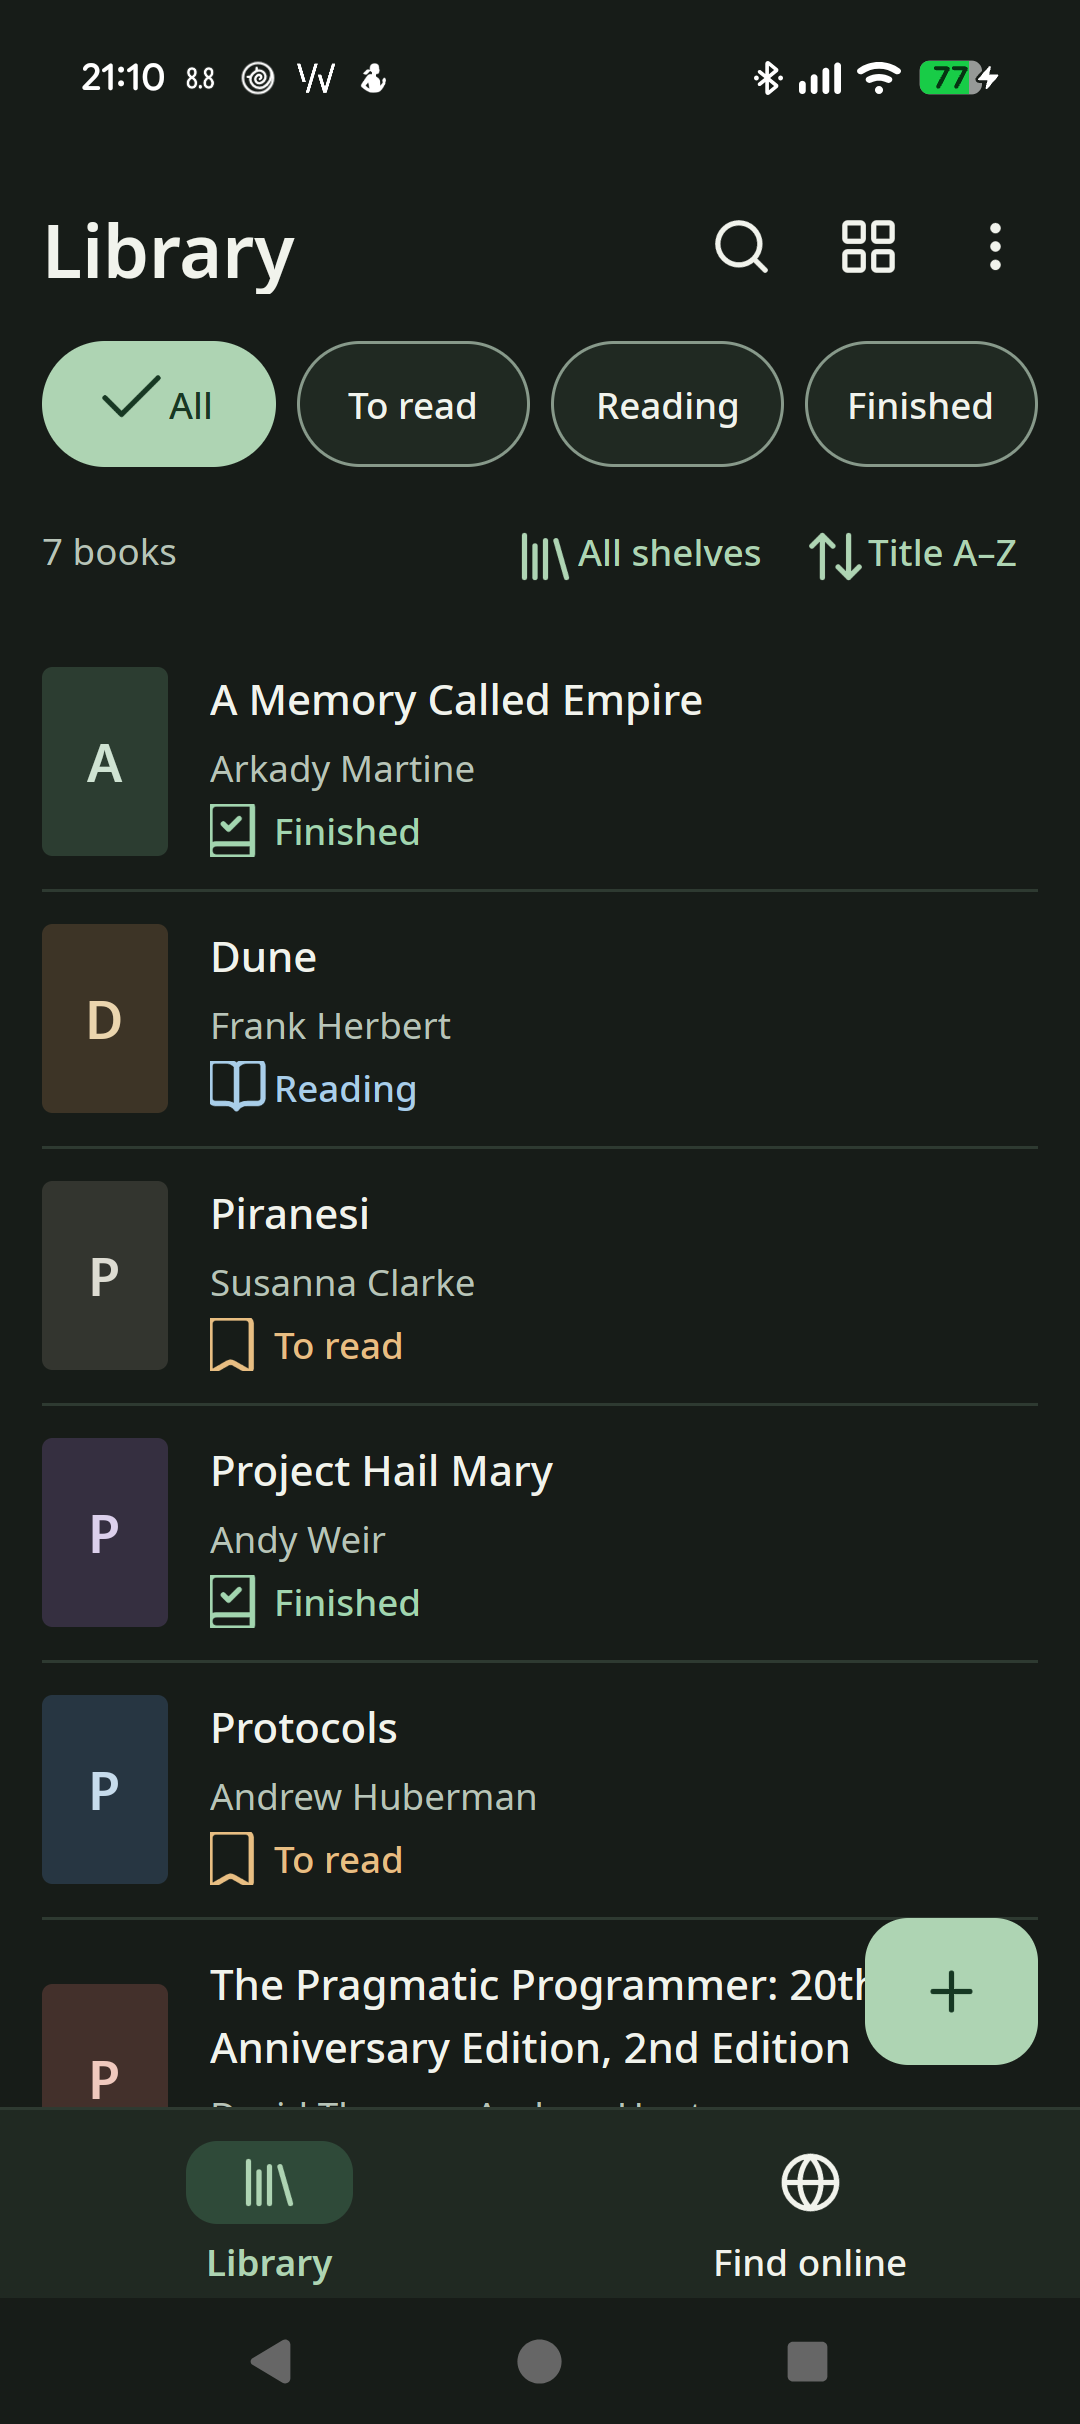 21:10 8.8 77
Library
All To read Reading Finished
7 books All shelves Title A–Z
A
A Memory Called Empire
Arkady Martine
Finished
D
Dune
Frank Herbert
Reading
P
Piranesi
Susanna Clarke
To read
P
Project Hail Mary
Andy Weir
Finished
P
Protocols
Andrew Huberman
To read
P
The Pragmatic Programmer: 20th
Anniversary Edition, 2nd Edition
Library Find online